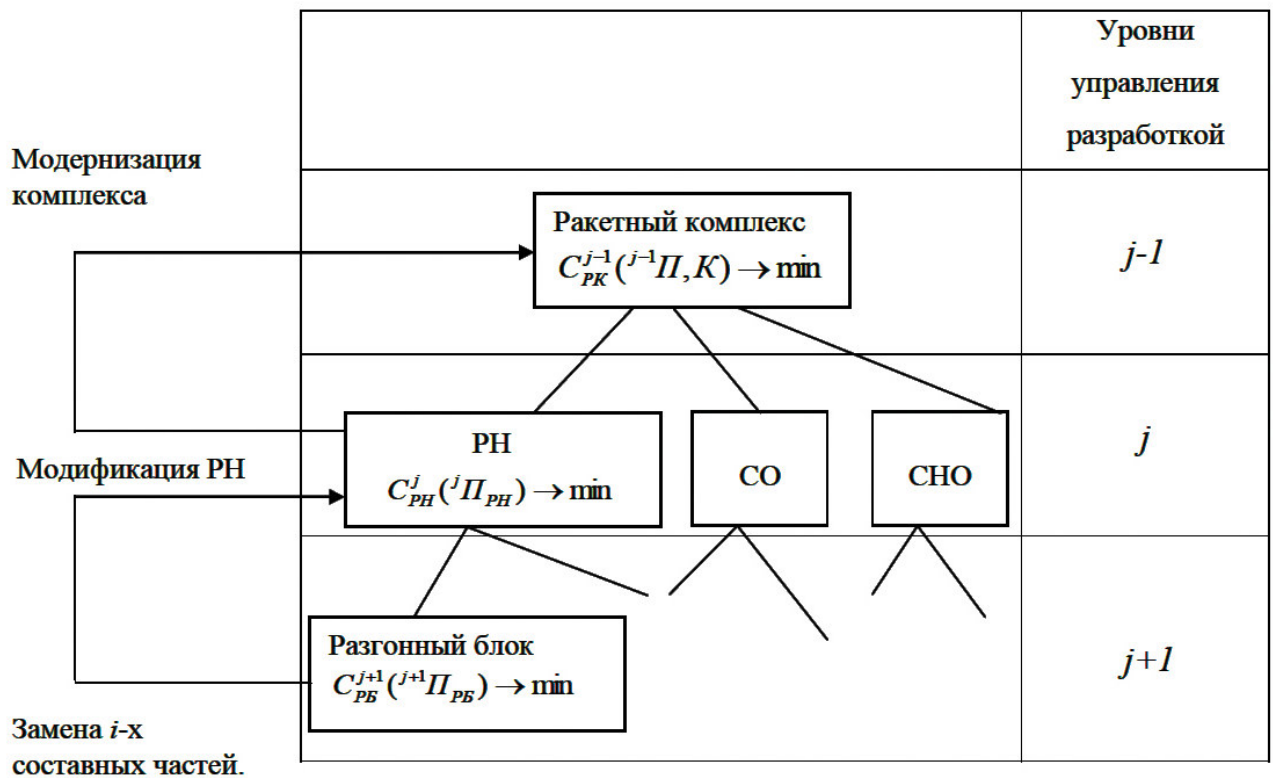 Уровни
управления
разработкой
Модернизация
комплекса
Ракетный комплекс
C_{РК}^{j-1}(^{j-1}П, К) → min
j-1
РН
C_{РН}^{j}(^{j}П_{РН}) → min
СО
СНО
j
Модификация РН
Разгонный блок
C_{РБ}^{j+1}(^{j+1}П_{РБ}) → min
j+1
Замена i-х
составных частей.